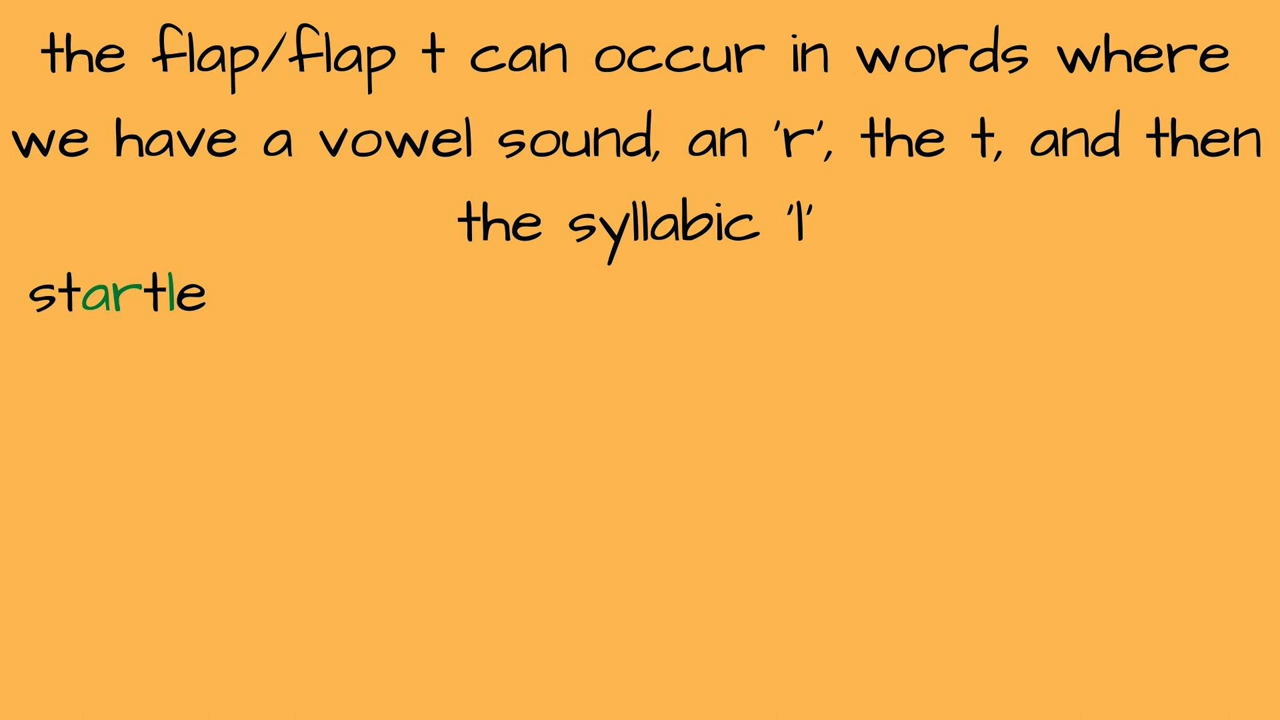 the flap/flap t can occur in words where
we have a vowel sound, an 'r', the t, and then
the syllabic 'l'
startle